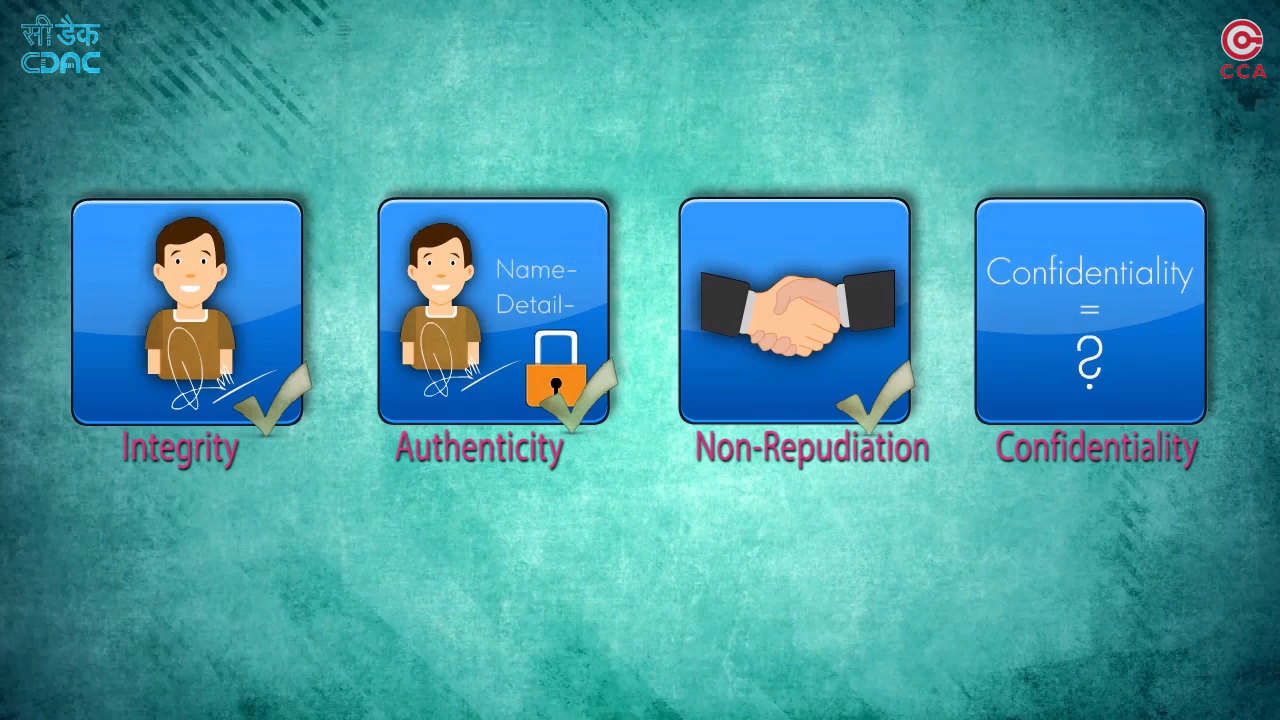 सी डैक
CDAC
CCA
Name-
Detail-
Confidentiality
=
?
Integrity
Authenticity
Non-Repudiation
Confidentiality